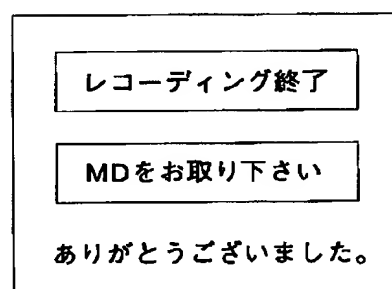 レコーディング終了
MDをお取り下さい
ありがとうございました。